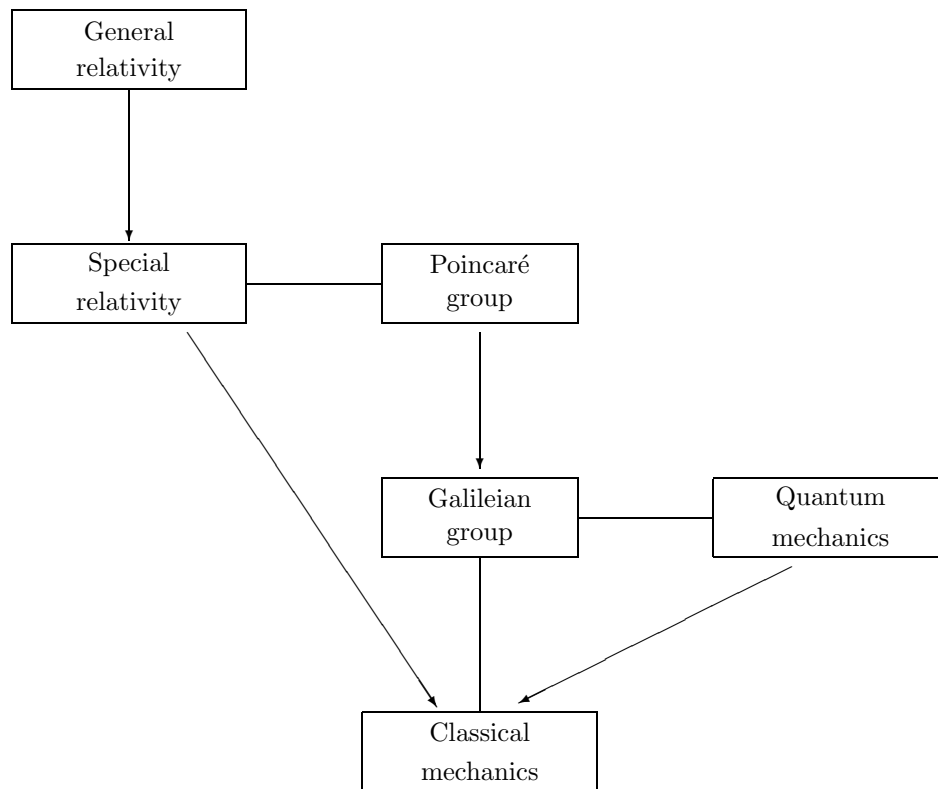 General
relativity
Special
relativity
Poincaré
group
Galileian
group
Quantum
mechanics
Classical
mechanics